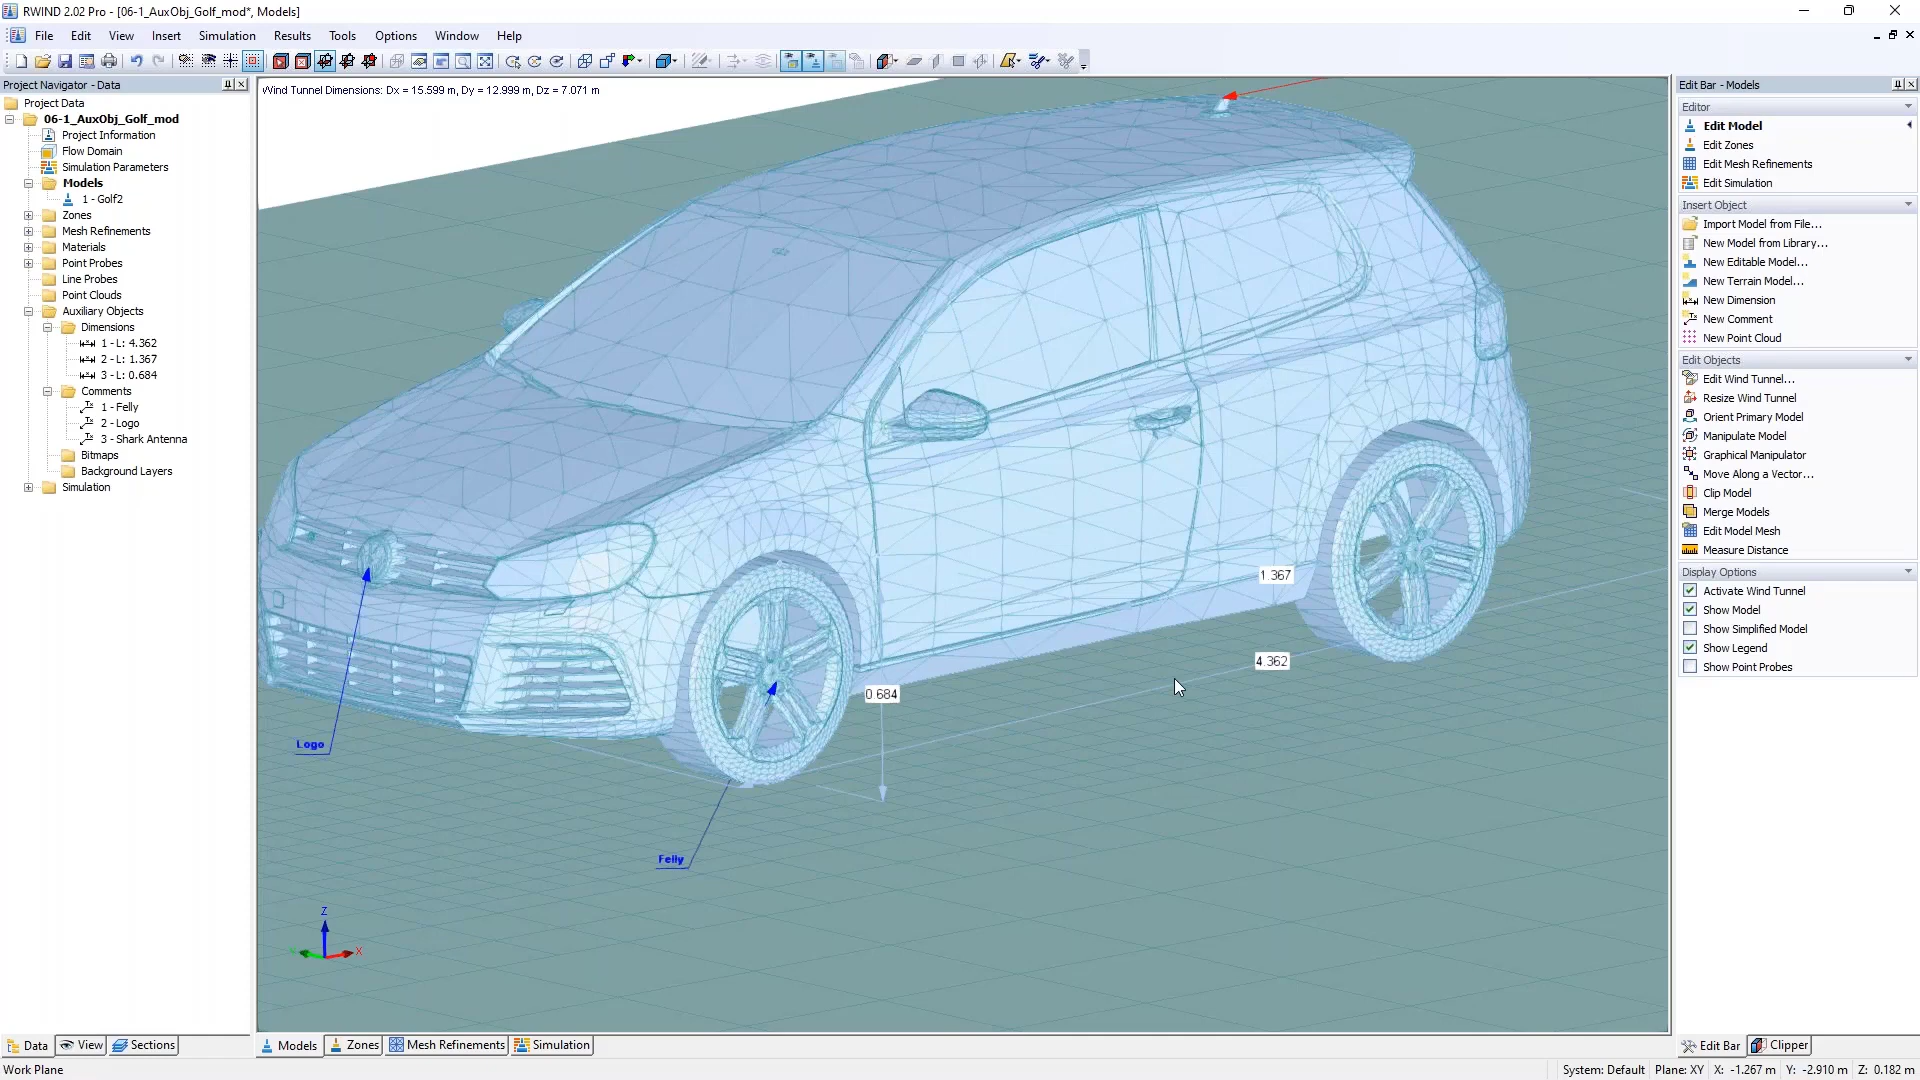 RWIND 2.02 Pro - [06-1_AuxObj_Golf_mod*, Models]
File Edit View Insert Simulation Results Tools Options Window Help
Project Navigator - Data
Project Data
06-1_AuxObj_Golf_mod
Project Information
Flow Domain
Simulation Parameters
Models
1 - Golf2
Zones
Mesh Refinements
Materials
Point Probes
Line Probes
Point Clouds
Auxiliary Objects
Dimensions
1 - L: 4.362
2 - L: 1.367
3 - L: 0.684
Comments
1 - Felly
2 - Logo
3 - Shark Antenna
Bitmaps
Background Layers
Simulation
Data View Sections
Wind Tunnel Dimensions: Dx = 15.599 m, Dy = 12.999 m, Dz = 7.071 m
1.367
4.362
0.684
Logo
Felly
Z
X
Models Zones Mesh Refinements Simulation
Edit Bar - Models
Editor
Edit Model
Edit Zones
Edit Mesh Refinements
Edit Simulation
Insert Object
Import Model from File...
New Model from Library...
New Editable Model...
New Terrain Model...
New Dimension
New Comment
New Point Cloud
Edit Objects
Edit Wind Tunnel...
Resize Wind Tunnel
Orient Primary Model
Manipulate Model
Graphical Manipulator
Move Along a Vector...
Clip Model
Merge Models
Edit Model Mesh
Measure Distance
Display Options
Activate Wind Tunnel
Show Model
Show Simplified Model
Show Legend
Show Point Probes
Edit Bar Clipper
Work Plane
System: Default Plane: XY X: -1.267 m Y: -2.910 m Z: 0.182 m